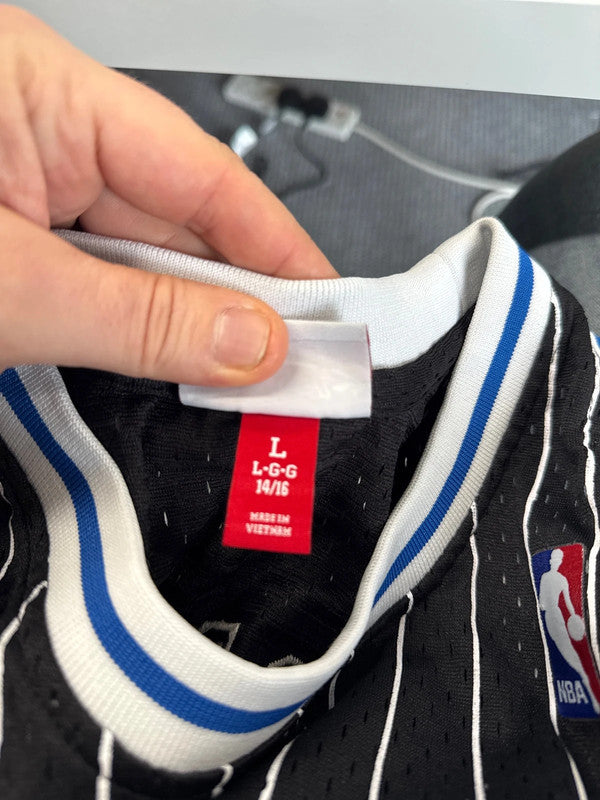 L
L-G-G
14/16
MADE IN
VIETNAM
NBA